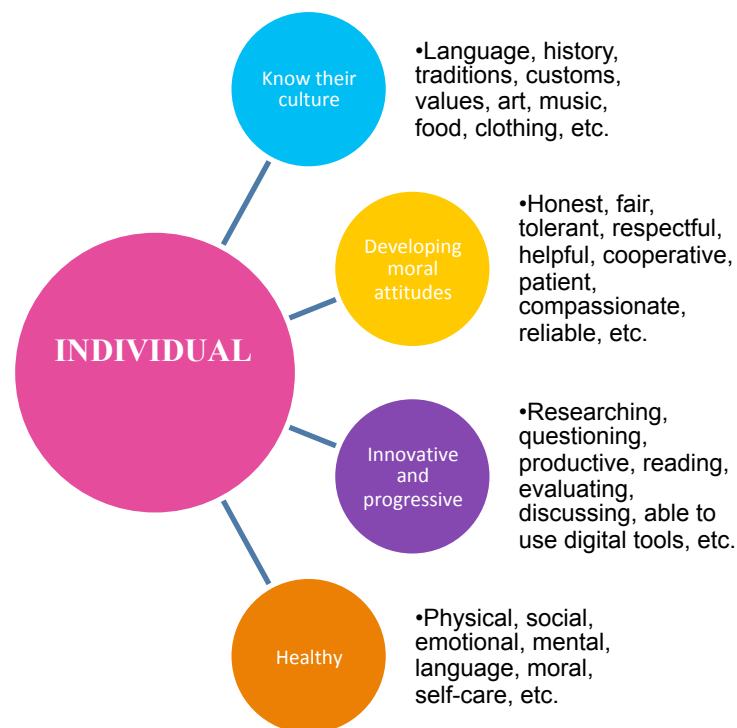 Know their
culture
•Language, history,
traditions, customs,
values, art, music,
food, clothing, etc.
Developing
moral
attitudes
•Honest, fair,
tolerant, respectful,
helpful, cooperative,
patient,
compassionate,
reliable, etc.
INDIVIDUAL
Innovative
and
progressive
•Researching,
questioning,
productive, reading,
evaluating,
discussing, able to
use digital tools, etc.
Healthy
•Physical, social,
emotional, mental,
language, moral,
self-care, etc.